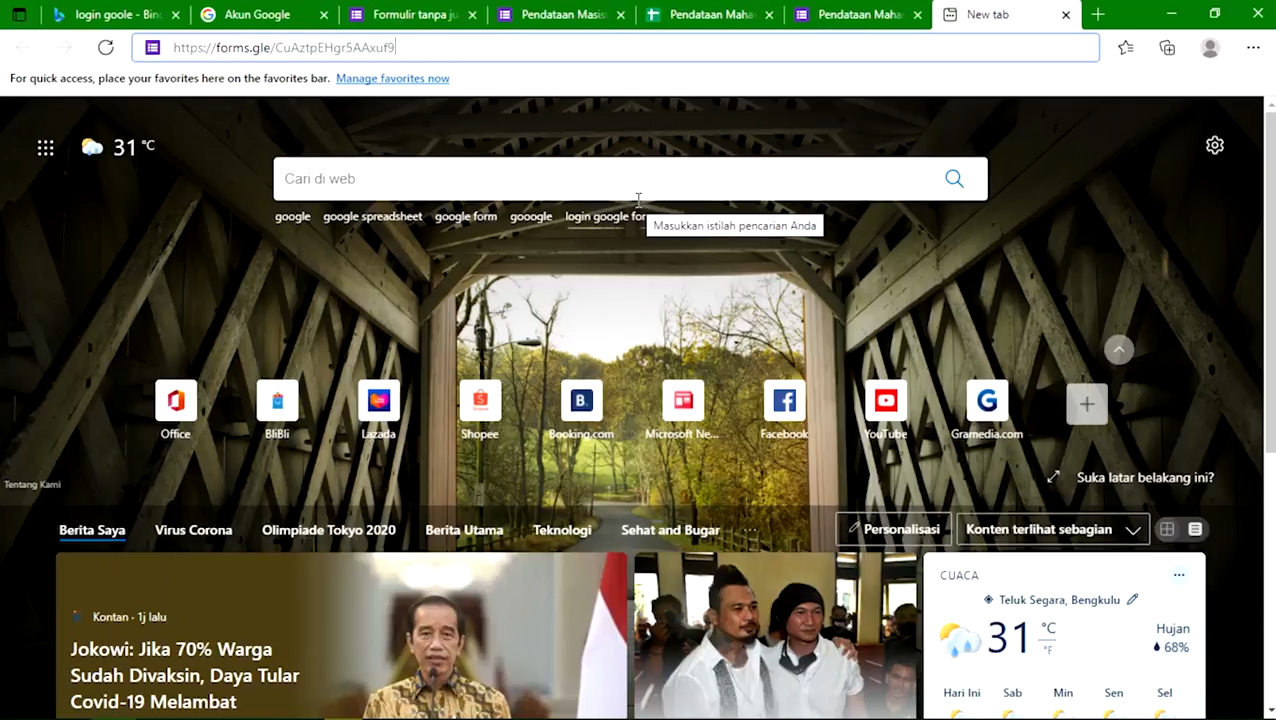 login goole - Bin
Akun Google
Formulir tanpa ju
Pendataan Masis
Pendataan Maha
Pendataan Maha
New tab
https://forms.gle/CuAztpEHgr5AAxuf9
For quick access, place your favorites here on the favorites bar. Manage favorites now
31 °C
Cari di web
google
google spreadsheet
google form
gooogle
login google for
Masukkan istilah pencarian Anda
Office
BliBli
Lazada
Shopee
Booking.com
Microsoft Ne...
Facebook
YouTube
Gramedia.com
Tentang Kami
Suka latar belakang ini?
Berita Saya
Virus Corona
Olimpiade Tokyo 2020
Berita Utama
Teknologi
Sehat and Bugar
...
Personalisasi
Konten terlihat sebagian
Kontan · 1j lalu
Jokowi: Jika 70% Warga
Sudah Divaksin, Daya Tular
Covid-19 Melambat
CUACA
Teluk Segara, Bengkulu
31 °C
°F
Hujan
68%
Hari Ini
Sab
Min
Sen
Sel